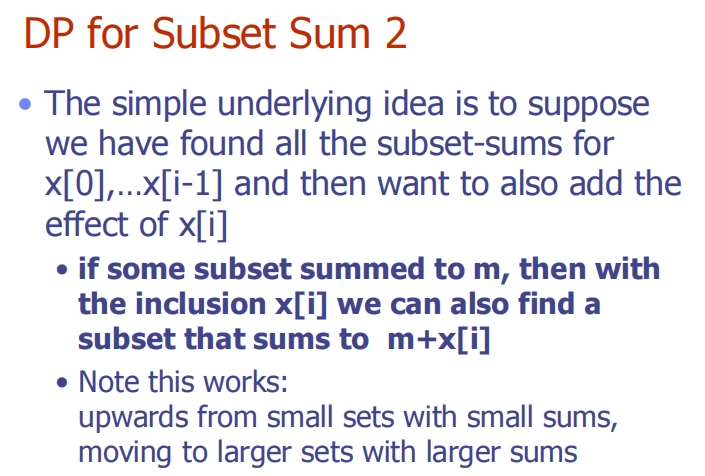 DP for Subset Sum 2
• The simple underlying idea is to suppose
we have found all the subset-sums for
x[0],...x[i-1] and then want to also add the
effect of x[i]
• if some subset summed to m, then with
the inclusion x[i] we can also find a
subset that sums to m+x[i]
• Note this works:
upwards from small sets with small sums,
moving to larger sets with larger sums